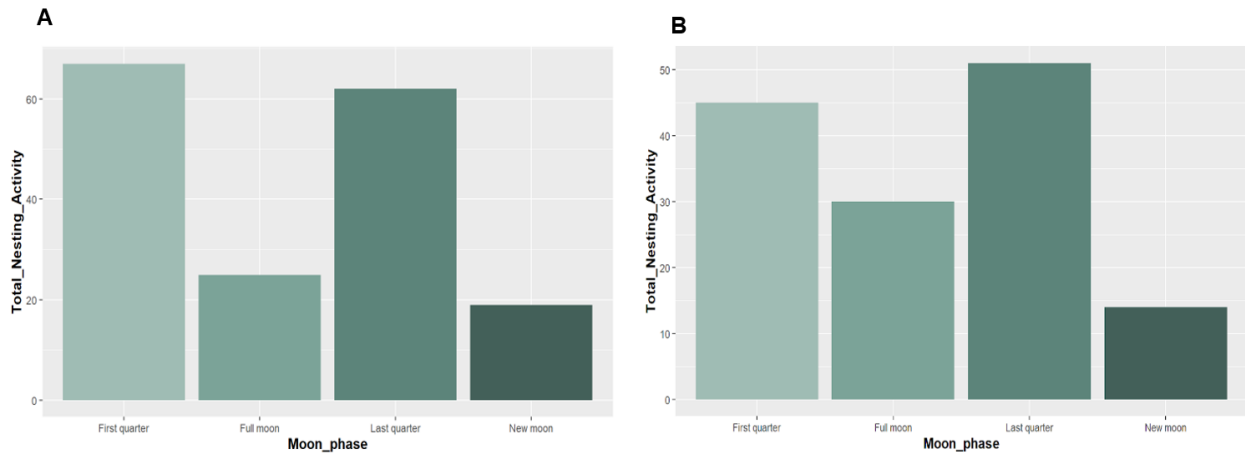 A
Total_Nesting_Activity
60
40
20
0
First quarter Full moon Last quarter New moon
Moon_phase
B
Total_Nesting_Activity
50
40
30
20
10
0
First quarter Full moon Last quarter New moon
Moon_phase